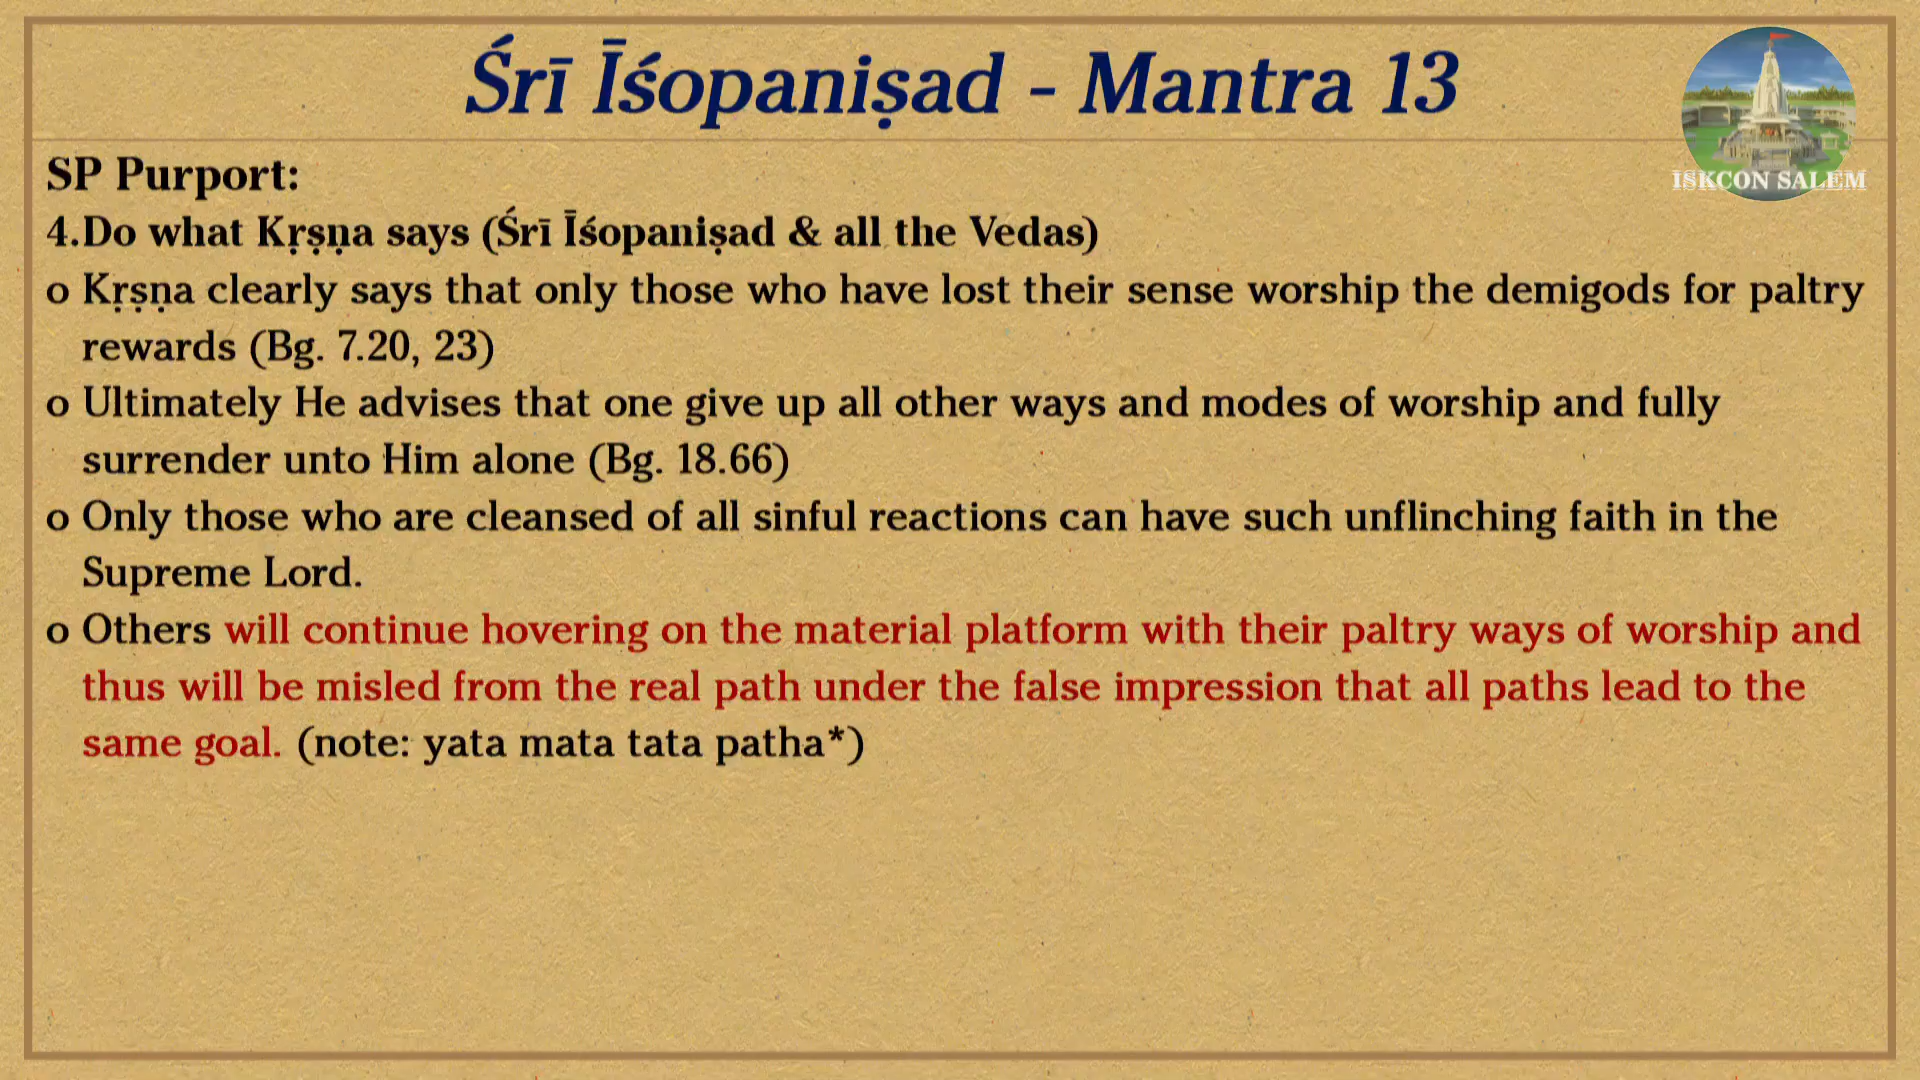 Śrī Īśopaniṣad - Mantra 13
ISKCON SALEM
SP Purport:
4.Do what Kṛṣṇa says (Śrī Īśopaniṣad & all the Vedas)
o Kṛṣṇa clearly says that only those who have lost their sense worship the demigods for paltry
rewards (Bg. 7.20, 23)
o Ultimately He advises that one give up all other ways and modes of worship and fully
surrender unto Him alone (Bg. 18.66)
o Only those who are cleansed of all sinful reactions can have such unflinching faith in the
Supreme Lord.
o Others will continue hovering on the material platform with their paltry ways of worship and
thus will be misled from the real path under the false impression that all paths lead to the
same goal. (note: yata mata tata patha*)